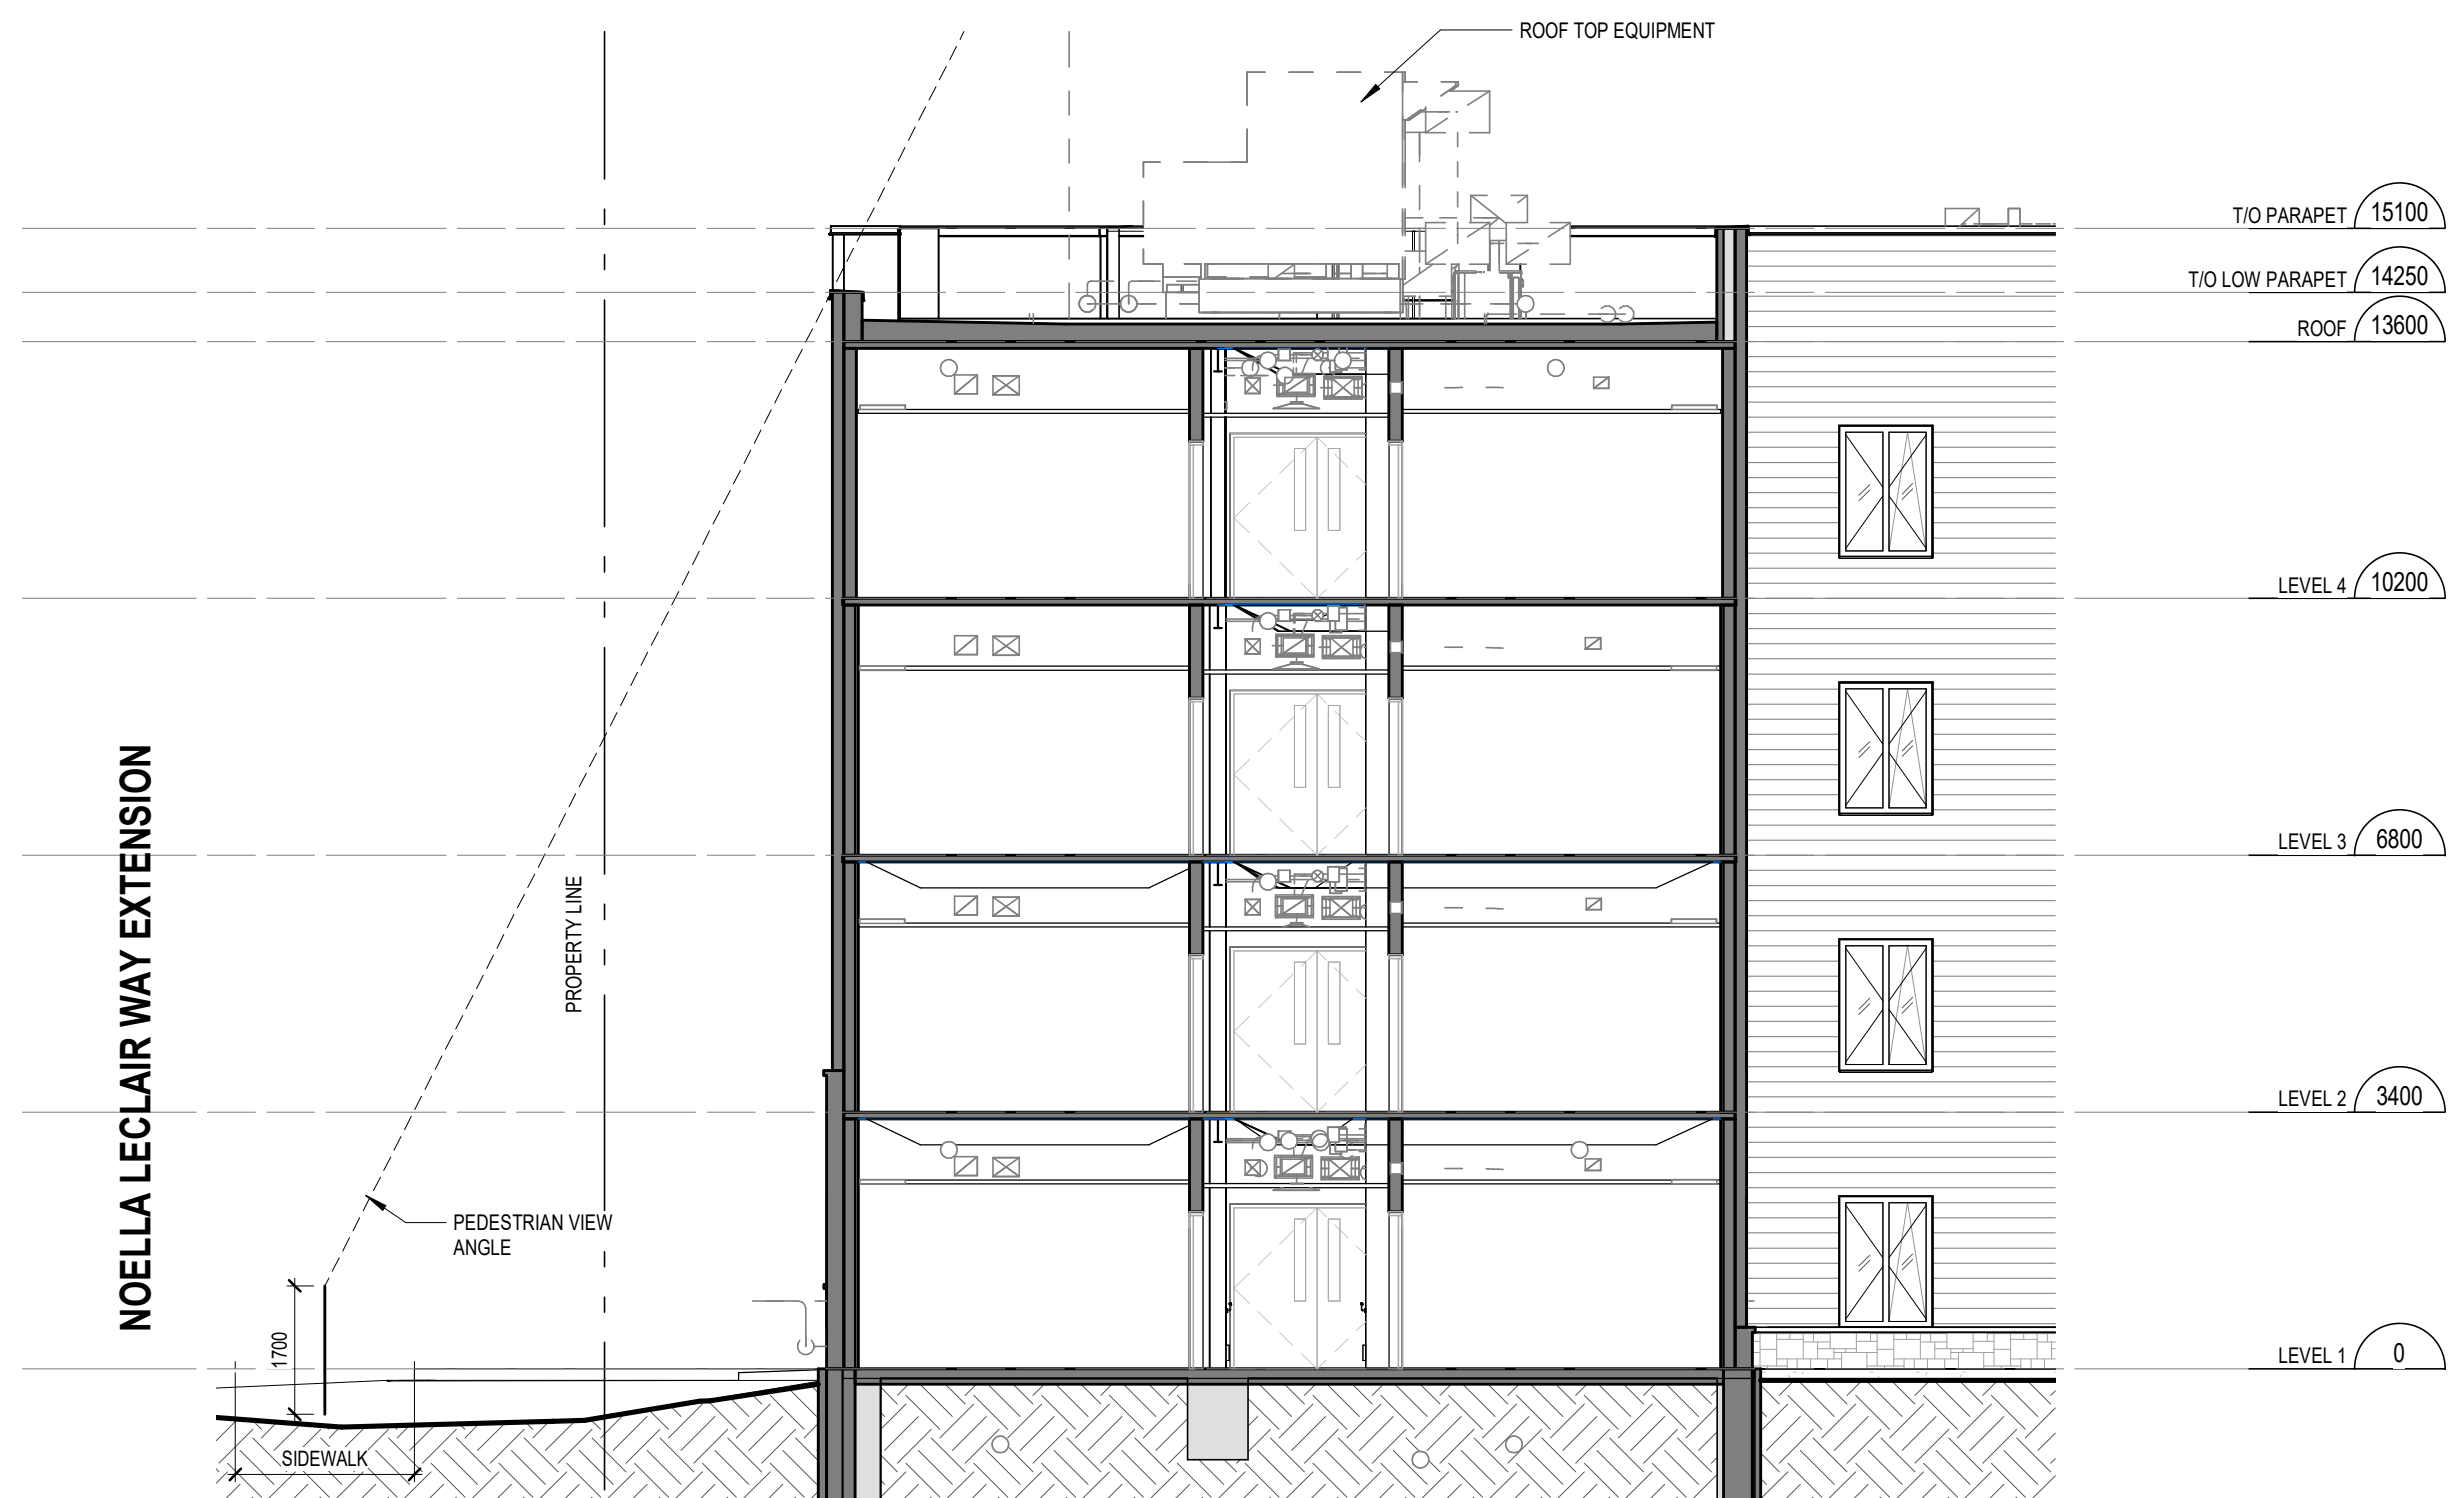 ROOF TOP EQUIPMENT
T/O PARAPET 15100
T/O LOW PARAPET 14250
ROOF 13600
LEVEL 4 10200
LEVEL 3 6800
LEVEL 2 3400
LEVEL 1 0
NOELLA LECLAIR WAY EXTENSION
PROPERTY LINE
PEDESTRIAN VIEW
ANGLE
1700
SIDEWALK